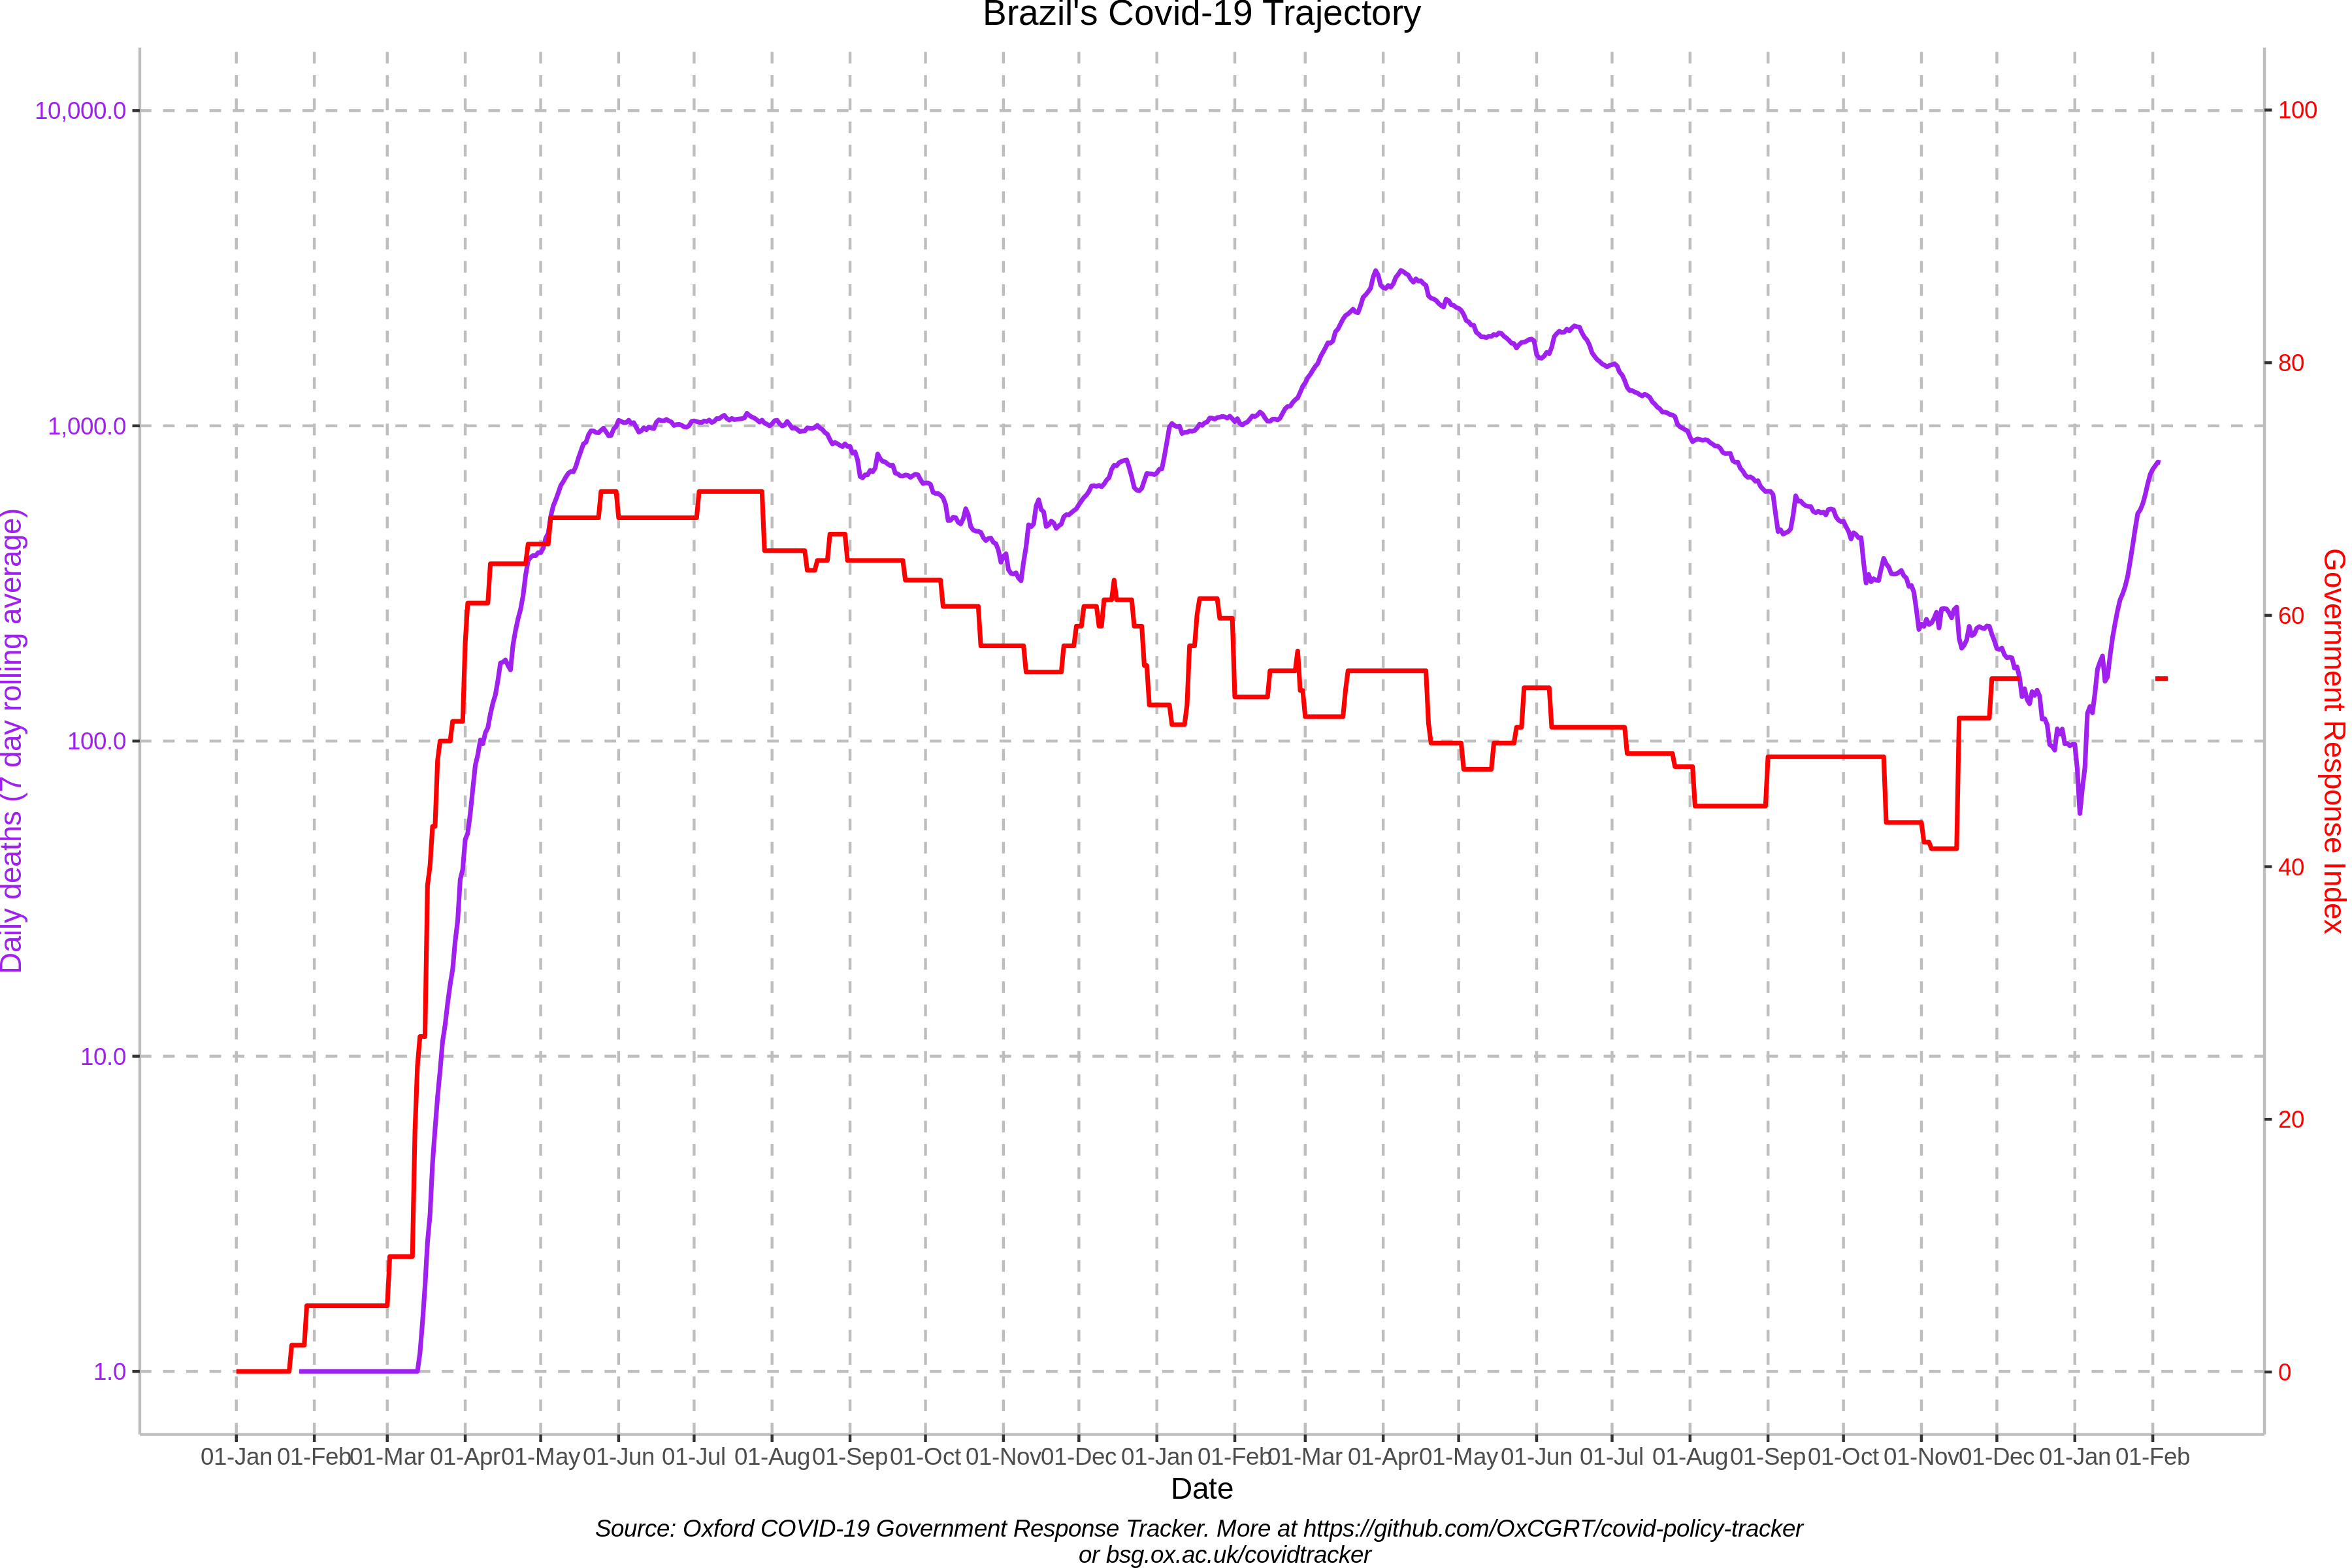 Brazil's Covid-19 Trajectory
10,000.0
1,000.0
100.0
10.0
1.0
Daily deaths (7 day rolling average)
100
80
60
40
20
0
Government Response Index
01-Jan 01-Feb 01-Mar 01-Apr 01-May 01-Jun 01-Jul 01-Aug 01-Sep 01-Oct 01-Nov 01-Dec 01-Jan 01-Feb 01-Mar 01-Apr 01-May 01-Jun 01-Jul 01-Aug 01-Sep 01-Oct 01-Nov 01-Dec 01-Jan 01-Feb
Date
Source: Oxford COVID-19 Government Response Tracker. More at https://github.com/OxCGRT/covid-policy-tracker
or bsg.ox.ac.uk/covidtracker